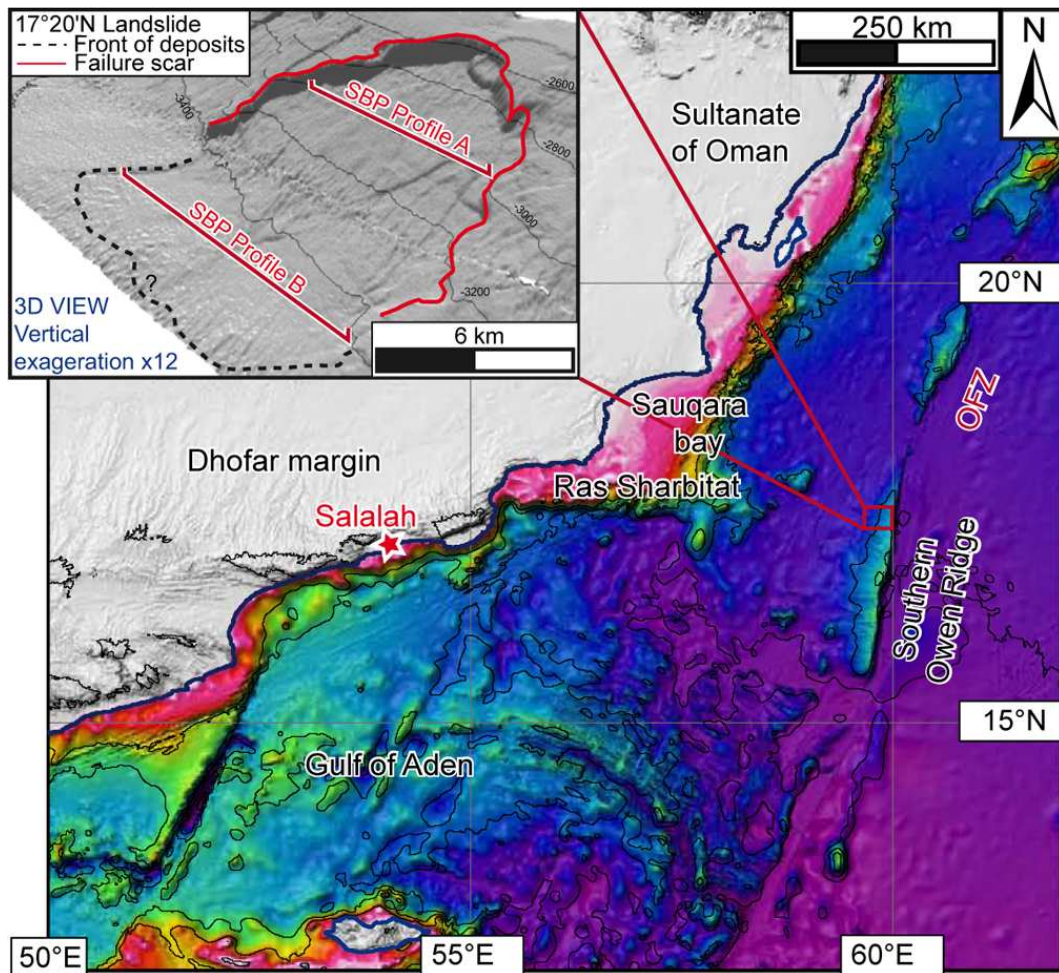 17°20'N Landslide
Front of deposits
Failure scar
SBP Profile A
SBP Profile B
-3400
-2600
-2800
-3000
-3200
?
3D VIEW
Vertical
exageration x12
6 km
250 km
N
Sultanate
of Oman
20°N
OFZ
Sauqara
bay
Ras Sharbitat
Dhofar margin
Salalah
Southern
Owen Ridge
15°N
Gulf of Aden
50°E
55°E
60°E